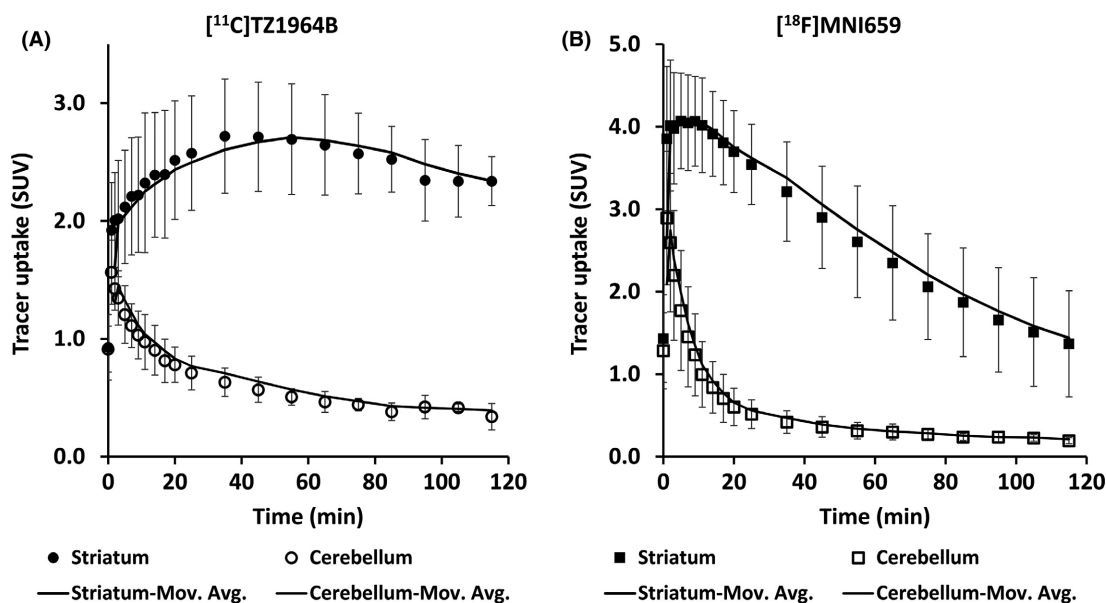 (A)
[¹¹C]TZ1964B
Tracer uptake (SUV)
3.0
2.0
1.0
0.0
0 20 40 60 80 100 120
Time (min)
● Striatum ○ Cerebellum
Striatum-Mov. Avg. Cerebellum-Mov. Avg.
(B)
[¹⁸F]MNI659
Tracer uptake (SUV)
5.0
4.0
3.0
2.0
1.0
0.0
0 20 40 60 80 100 120
Time (min)
■ Striatum □ Cerebellum
Striatum-Mov. Avg. Cerebellum-Mov. Avg.